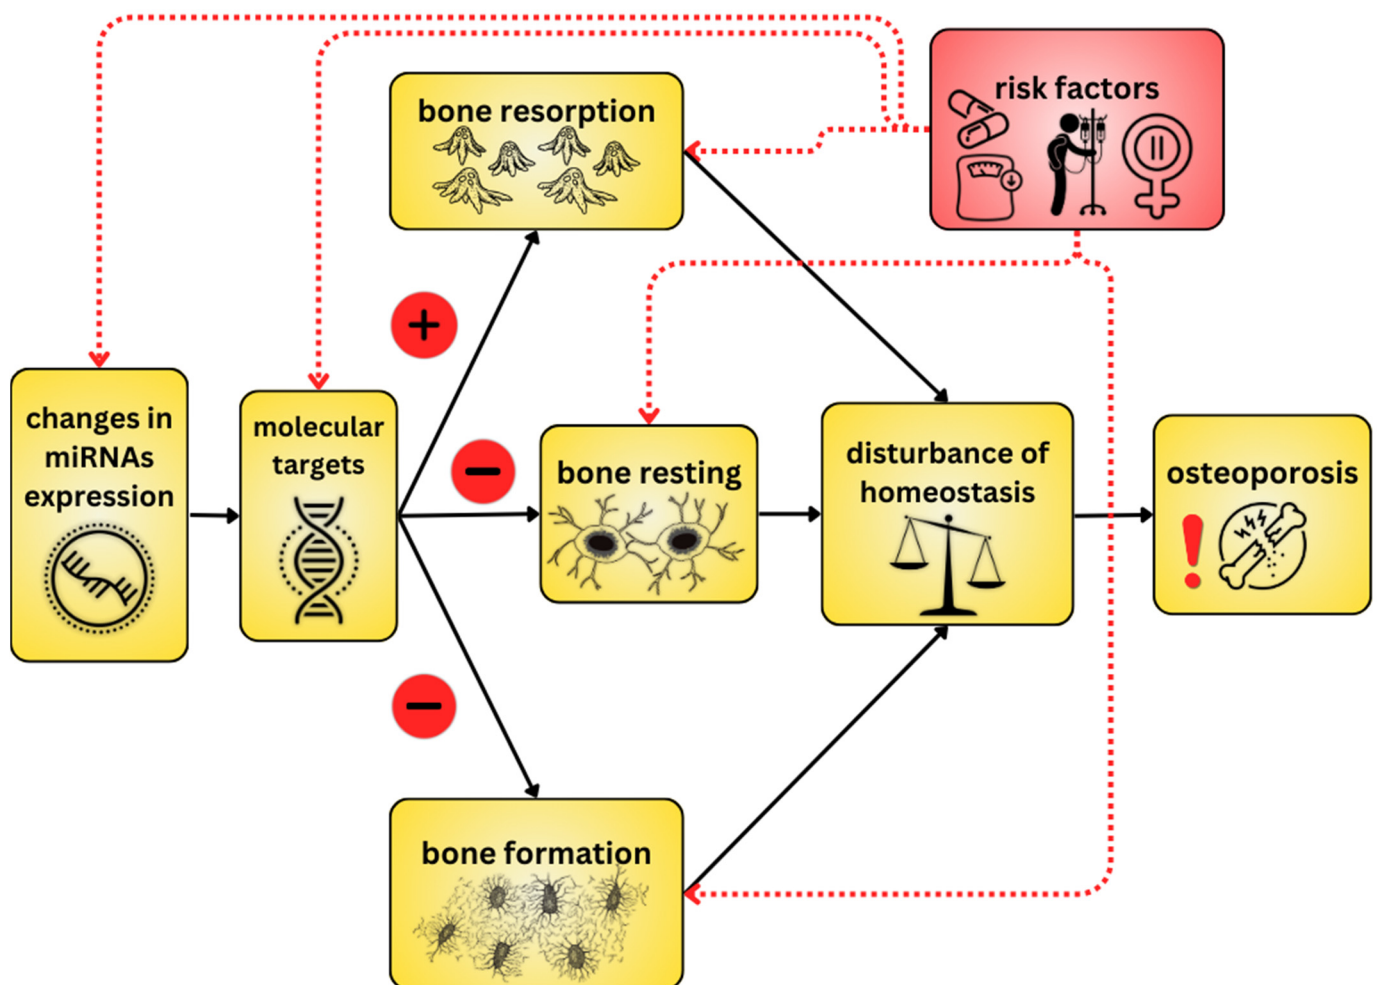 risk factors
bone resorption
+
changes in
miRNAs
expression
molecular
targets
−
bone resting
disturbance of
homeostasis
osteoporosis
!
−
bone formation